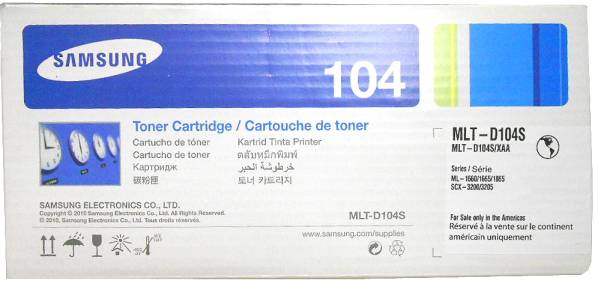 SAMSUNG
104
Toner Cartridge / Cartouche de toner
Cartucho de tóner Kartrid Tinta Printer
Cartucho de tóner ตลับหมึกพิมพ์
Картридж خرطوشة الحبر
碳粉匣 토너 카트리지
SAMSUNG ELECTRONICS CO., LTD.
Copyright © 2010 Samsung Electronics Co., Ltd. All Rights Reserved.
© 2010, Samsung Electronics Co., Ltd. Tous droits réservés.
MLT-D104S
www.samsung.com/supplies
MLT-D104S
MLT-D104S/XAA
Series / Série
ML-1660/1665/1865
SCX-3200/3205
For Sale only in the Americas
Réservé à la vente sur le continent
américain uniquement